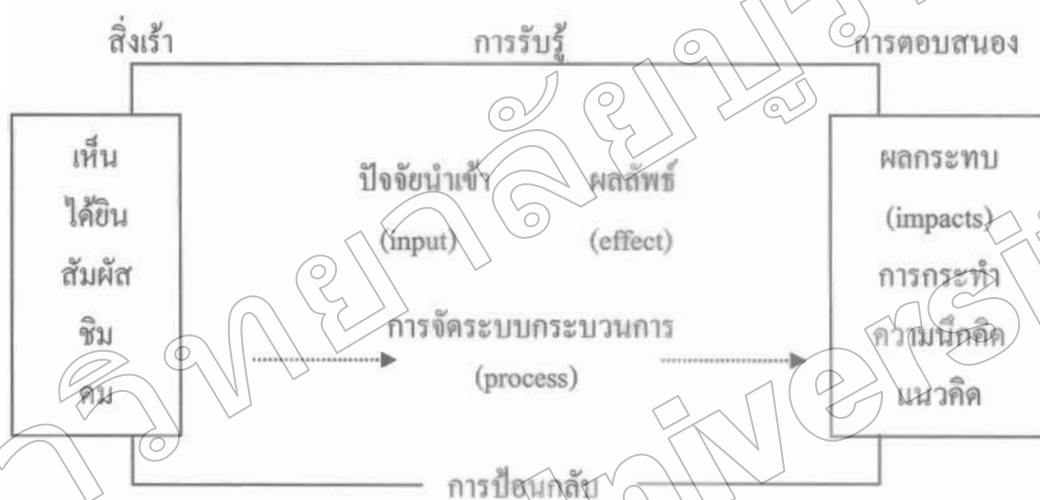 สิ่งเร้า การรับรู้ การตอบสนอง
เห็น
ได้ยิน
สัมผัส
ชิม
ดม
ปัจจัยนำเข้า ผลลัพธ์
(input) (effect)
การจัดระบบกระบวนการ
(process)
ผลกระทบ
(impacts)
การกระทำ
ความนึกคิด
แนวคิด
การป้อนกลับ